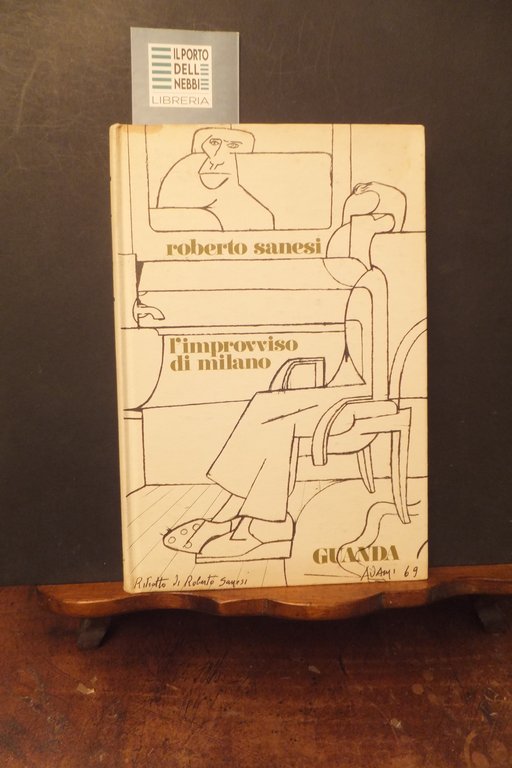 IL PORTO
DELLE
NEBBIE
LIBRERIA
roberto sanesi
l'improvviso
di milano
GUANDA
Ritratto di Roberto Sanesi
ADAMI 69